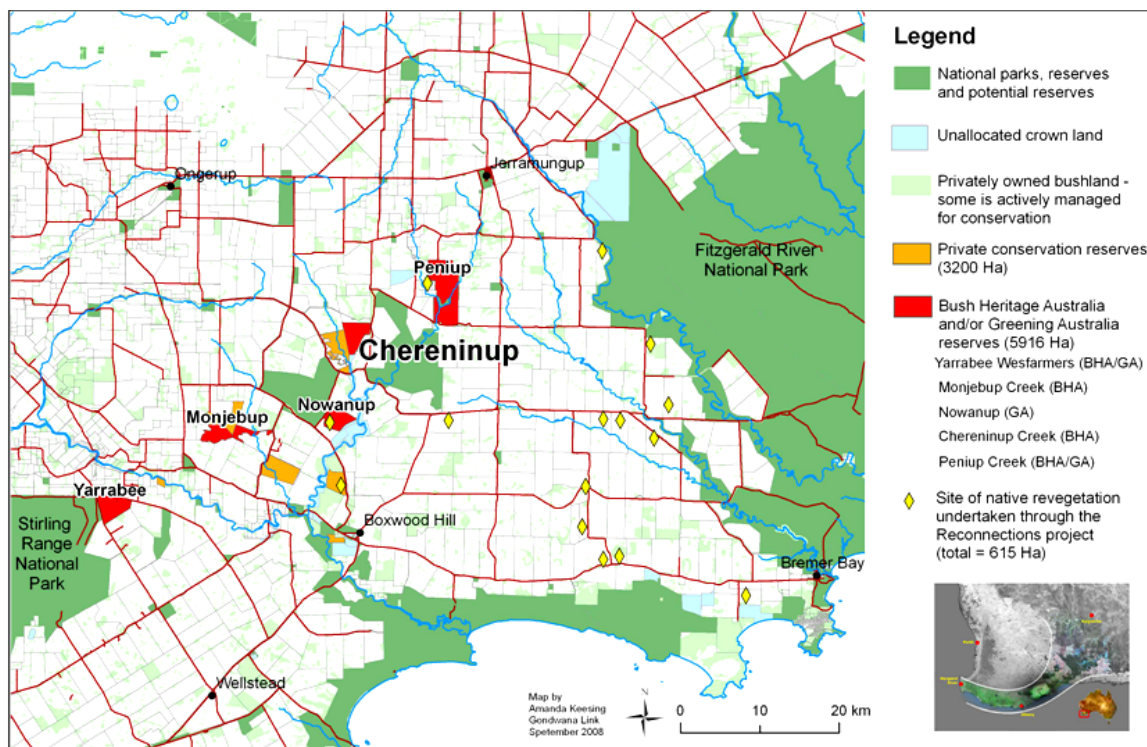 Ongerup
Jerramungup
Fitzgerald River
National Park
Peniup
Chereninup
Nowanup
Monjebup
Yarrabee
Stirling
Range
National
Park
Boxwood Hill
Bremer Bay
Wellstead
Map by
Amanda Keesing
Gondwana Link
Spetember 2008
N
0 10 20 km
Legend
National parks, reserves
and potential reserves
Unallocated crown land
Privately owned bushland -
some is actively managed
for conservation
Private conservation reserves
(3200 Ha)
Bush Heritage Australia
and/or Greening Australia
reserves (5916 Ha)
Yarrabee Wesfarmers (BHA/GA)
Monjebup Creek (BHA)
Nowanup (GA)
Chereninup Creek (BHA)
Peniup Creek (BHA/GA)
Site of native revegetation
undertaken through the
Reconnections project
(total = 615 Ha)